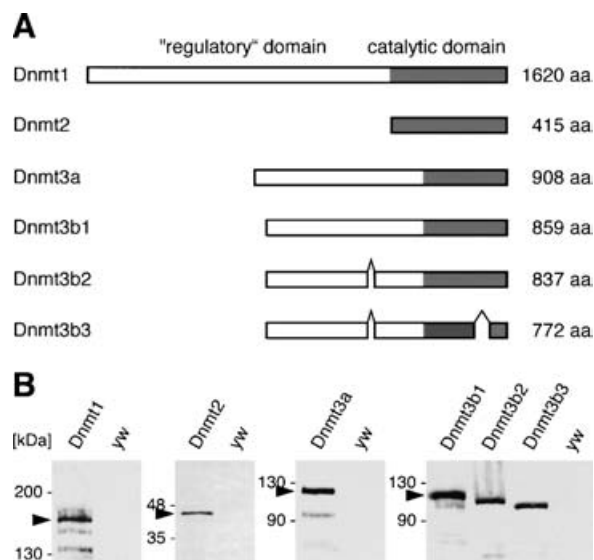 A
"regulatory" domain catalytic domain
Dnmt1 1620 aa.
Dnmt2 415 aa.
Dnmt3a 908 aa.
Dnmt3b1 859 aa.
Dnmt3b2 837 aa.
Dnmt3b3 772 aa.
B
[kDa] Dnmt1 yw Dnmt2 yw Dnmt3a yw Dnmt3b1 Dnmt3b2 Dnmt3b3 yw
200 - 48 - 130 - 130 -
130 - 35 - 90 - 90 -